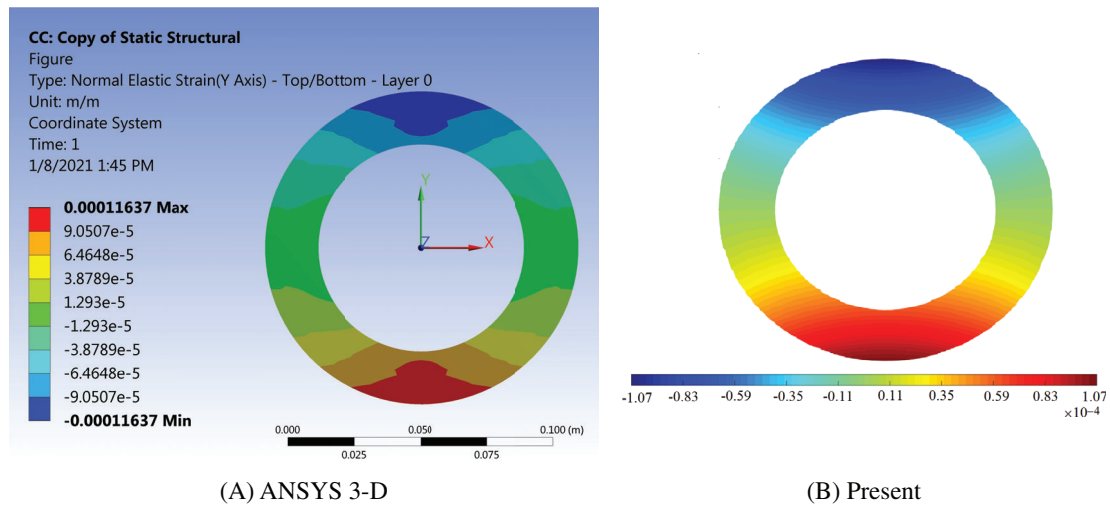 CC: Copy of Static Structural
Figure
Type: Normal Elastic Strain(Y Axis) - Top/Bottom - Layer 0
Unit: m/m
Coordinate System
Time: 1
1/8/2021 1:45 PM
0.00011637 Max
9.0507e-5
6.4648e-5
3.8789e-5
1.293e-5
-1.293e-5
-3.8789e-5
-6.4648e-5
-9.0507e-5
-0.00011637 Min
Y
Z
X
0.000 0.050 0.100 (m)
0.025 0.075
-1.07 -0.83 -0.59 -0.35 -0.11 0.11 0.35 0.59 0.83 1.07
×10⁻⁴
(A) ANSYS 3-D
(B) Present